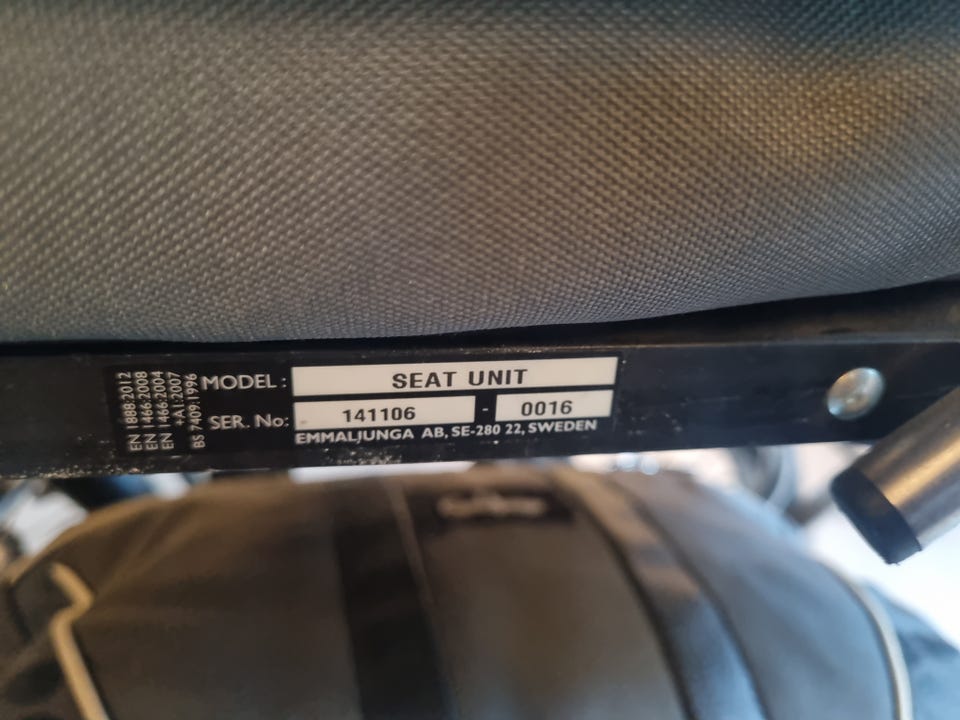 EN 1888:2012
EN 1466:2008
EN 1466:2004
+A1:2007
BS 7409:1996
MODEL : SEAT UNIT
SER. No: 141106 - 0016
EMMALJUNGA AB, SE-280 22, SWEDEN